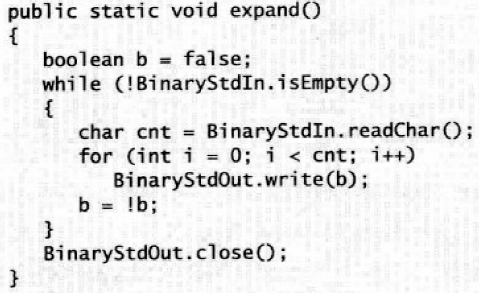 public static void expand()
{
boolean b = false;
while (!BinaryStdIn.isEmpty())
{
char cnt = BinaryStdIn.readChar();
for (int i = 0; i < cnt; i++)
BinaryStdOut.write(b);
b = !b;
}
BinaryStdOut.close();
}